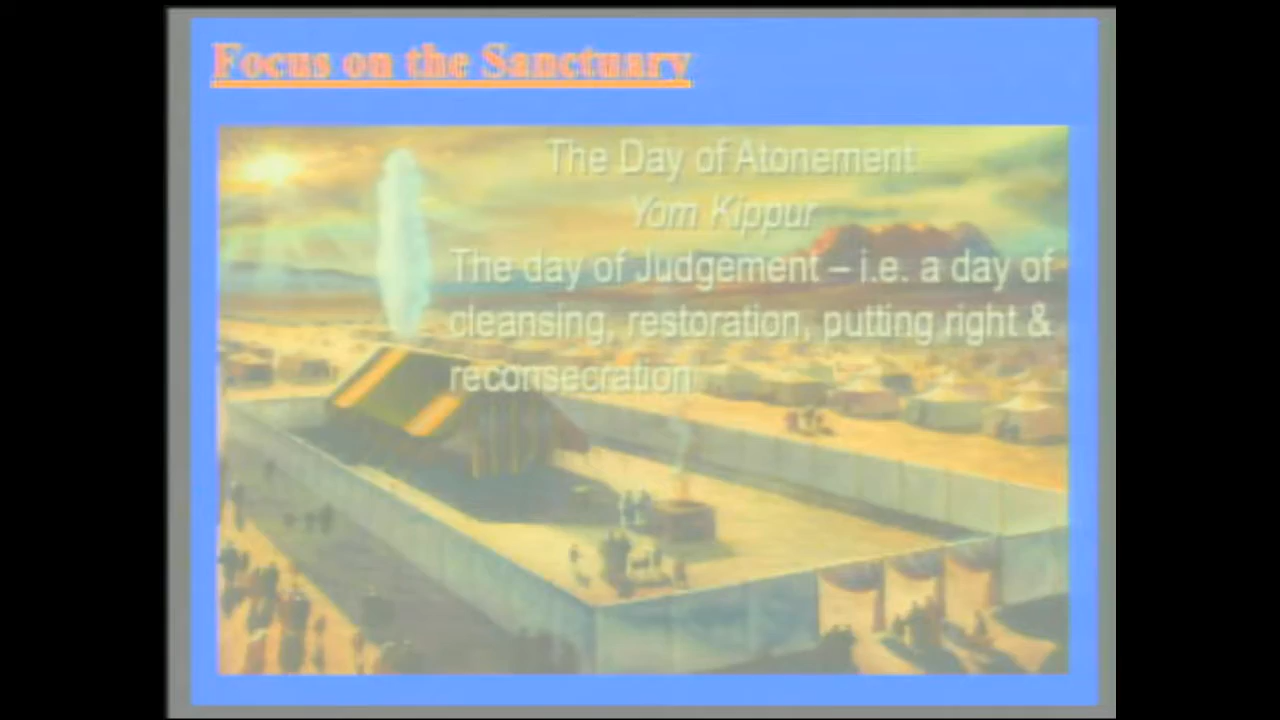 Focus on the Sanctuary
The Day of Atonement
Yom Kippur
The day of Judgement – i.e. a day of
cleansing, restoration, putting right &
reconsecration